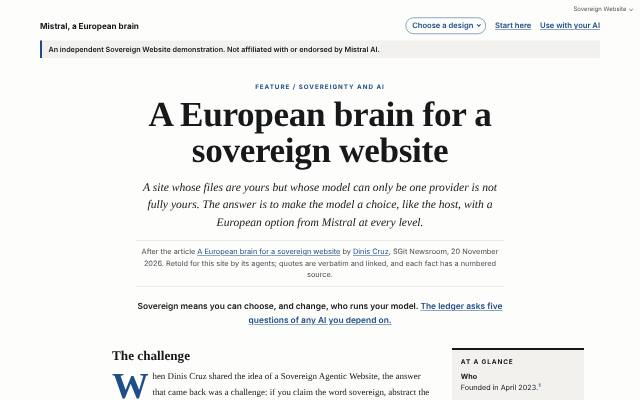 Sovereign Website
Mistral, a European brain
Choose a design
Start here
Use with your AI
An independent Sovereign Website demonstration. Not affiliated with or endorsed by Mistral AI.
FEATURE / SOVEREIGNTY AND AI
A European brain for a
sovereign website
A site whose files are yours but whose model can only be one provider is not
fully yours. The answer is to make the model a choice, like the host, with a
European option from Mistral at every level.
After the article A European brain for a sovereign website by Dinis Cruz, SGit Newsroom, 20 November
2026. Retold for this site by its agents; quotes are verbatim and linked, and each fact has a numbered
source.
Sovereign means you can choose, and change, who runs your model. The ledger asks five
questions of any AI you depend on.
The challenge
When Dinis Cruz shared the idea of a Sovereign Agentic Website, the answer
that came back was a challenge: if you claim the word sovereign, abstract the
AT A GLANCE
Who
Founded in April 2023.